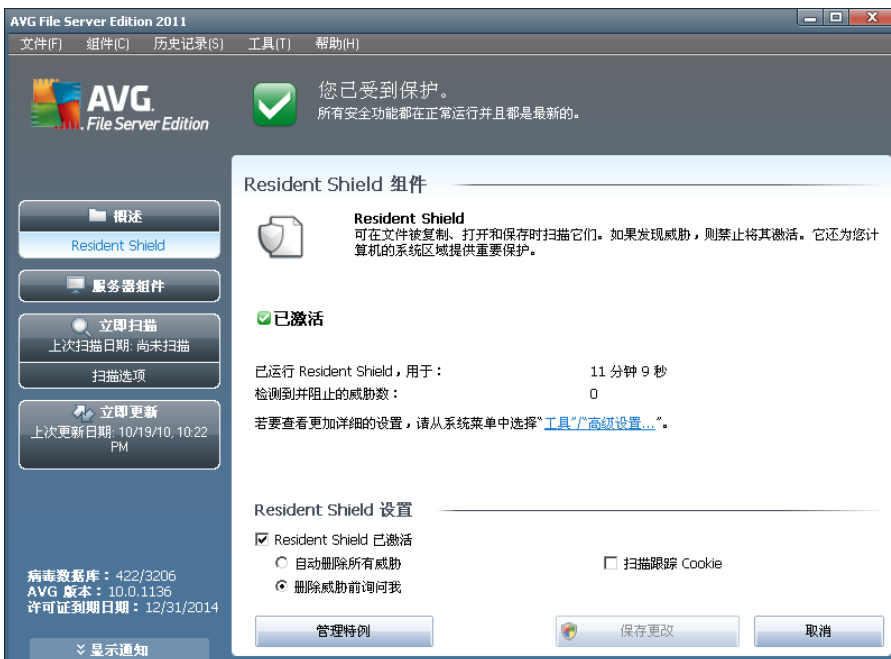 AVG File Server Edition 2011
文件(F) 组件(C) 历史记录(S) 工具(T) 帮助(H)
AVG.
File Server Edition
您已受到保护。
所有安全功能都在正常运行并且都是最新的。
概述
Resident Shield
服务器组件
立即扫描
上次扫描日期: 尚未扫描
扫描选项
立即更新
上次更新日期: 10/19/10, 10:22
PM
病毒数据库：422/3206
AVG 版本：10.0.1136
许可证到期日期：12/31/2014
显示通知
Resident Shield 组件
Resident Shield
可在文件被复制、打开和保存时扫描它们。如果发现威胁，则禁止将其激活。它还为您计
算机的系统区域提供重要保护。
已激活
已运行 Resident Shield，用于： 11 分钟 9 秒
检测到并阻止的威胁数： 0
若要查看更加详细的设置，请从系统菜单中选择“工具”/“高级设置...”。
Resident Shield 设置
Resident Shield 已激活
自动删除所有威胁 扫描跟踪 Cookie
删除威胁前询问我
管理特例 保存更改 取消